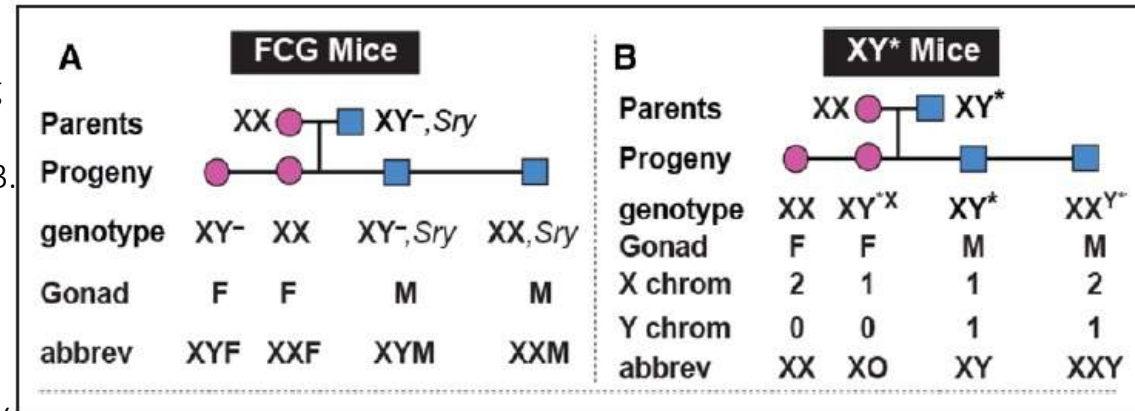 A FCG Mice
Parents XX XY⁻,Sry
Progeny
genotype XY⁻ XX XY⁻,Sry XX,Sry
Gonad F F M M
abbrev XYF XXF XYM XXM
B XY* Mice
Parents XX XY*
Progeny
genotype XX XY*X XY* XXY*
Gonad F F M M
X chrom 2 1 1 2
Y chrom 0 0 1 1
abbrev XX XO XY XXY